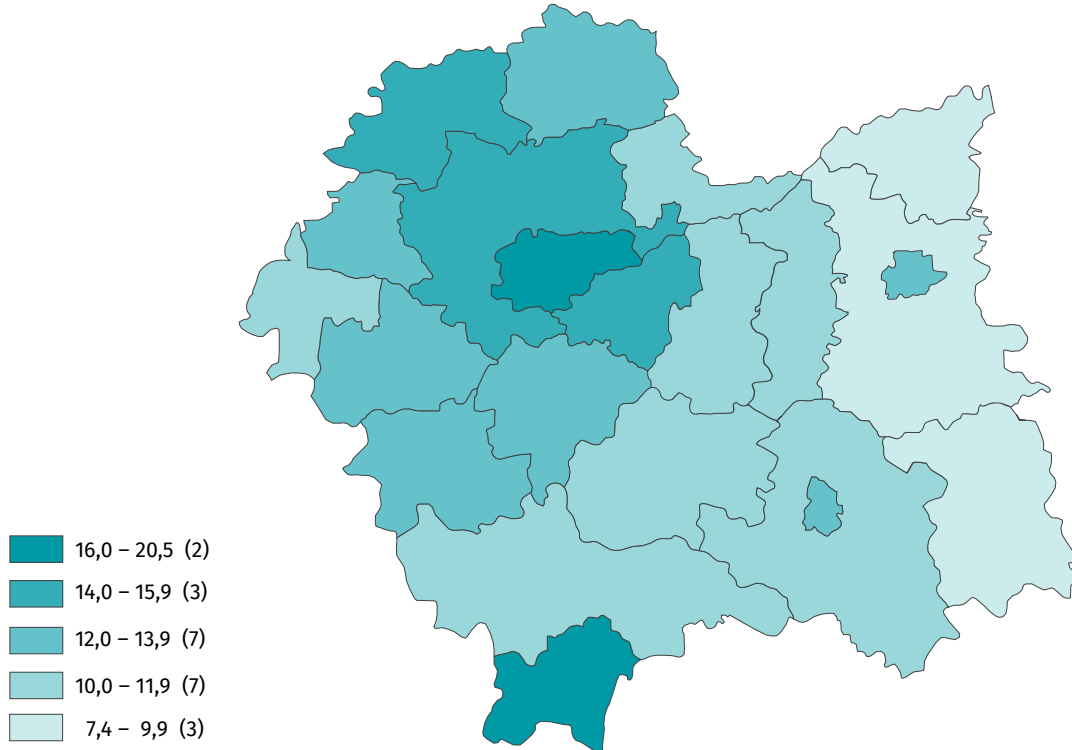 16,0 – 20,5 (2)
14,0 – 15,9 (3)
12,0 – 13,9 (7)
10,0 – 11,9 (7)
7,4 – 9,9 (3)